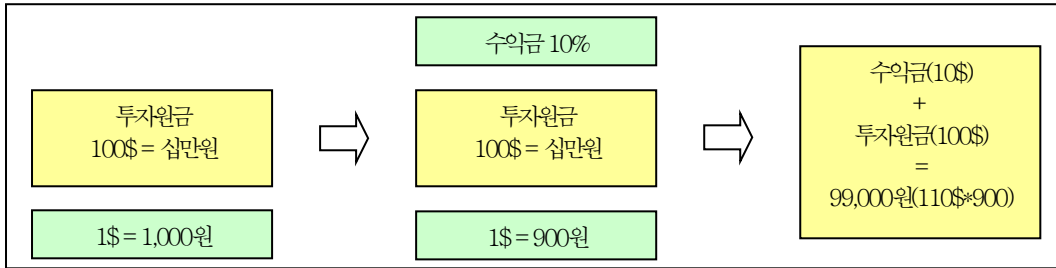 투자원금
100$ = 십만원
1$ = 1,000원
수익금 10%
투자원금
100$ = 십만원
1$ = 900원
수익금(10$)
+
투자원금(100$)
=
99,000원(110$*900)